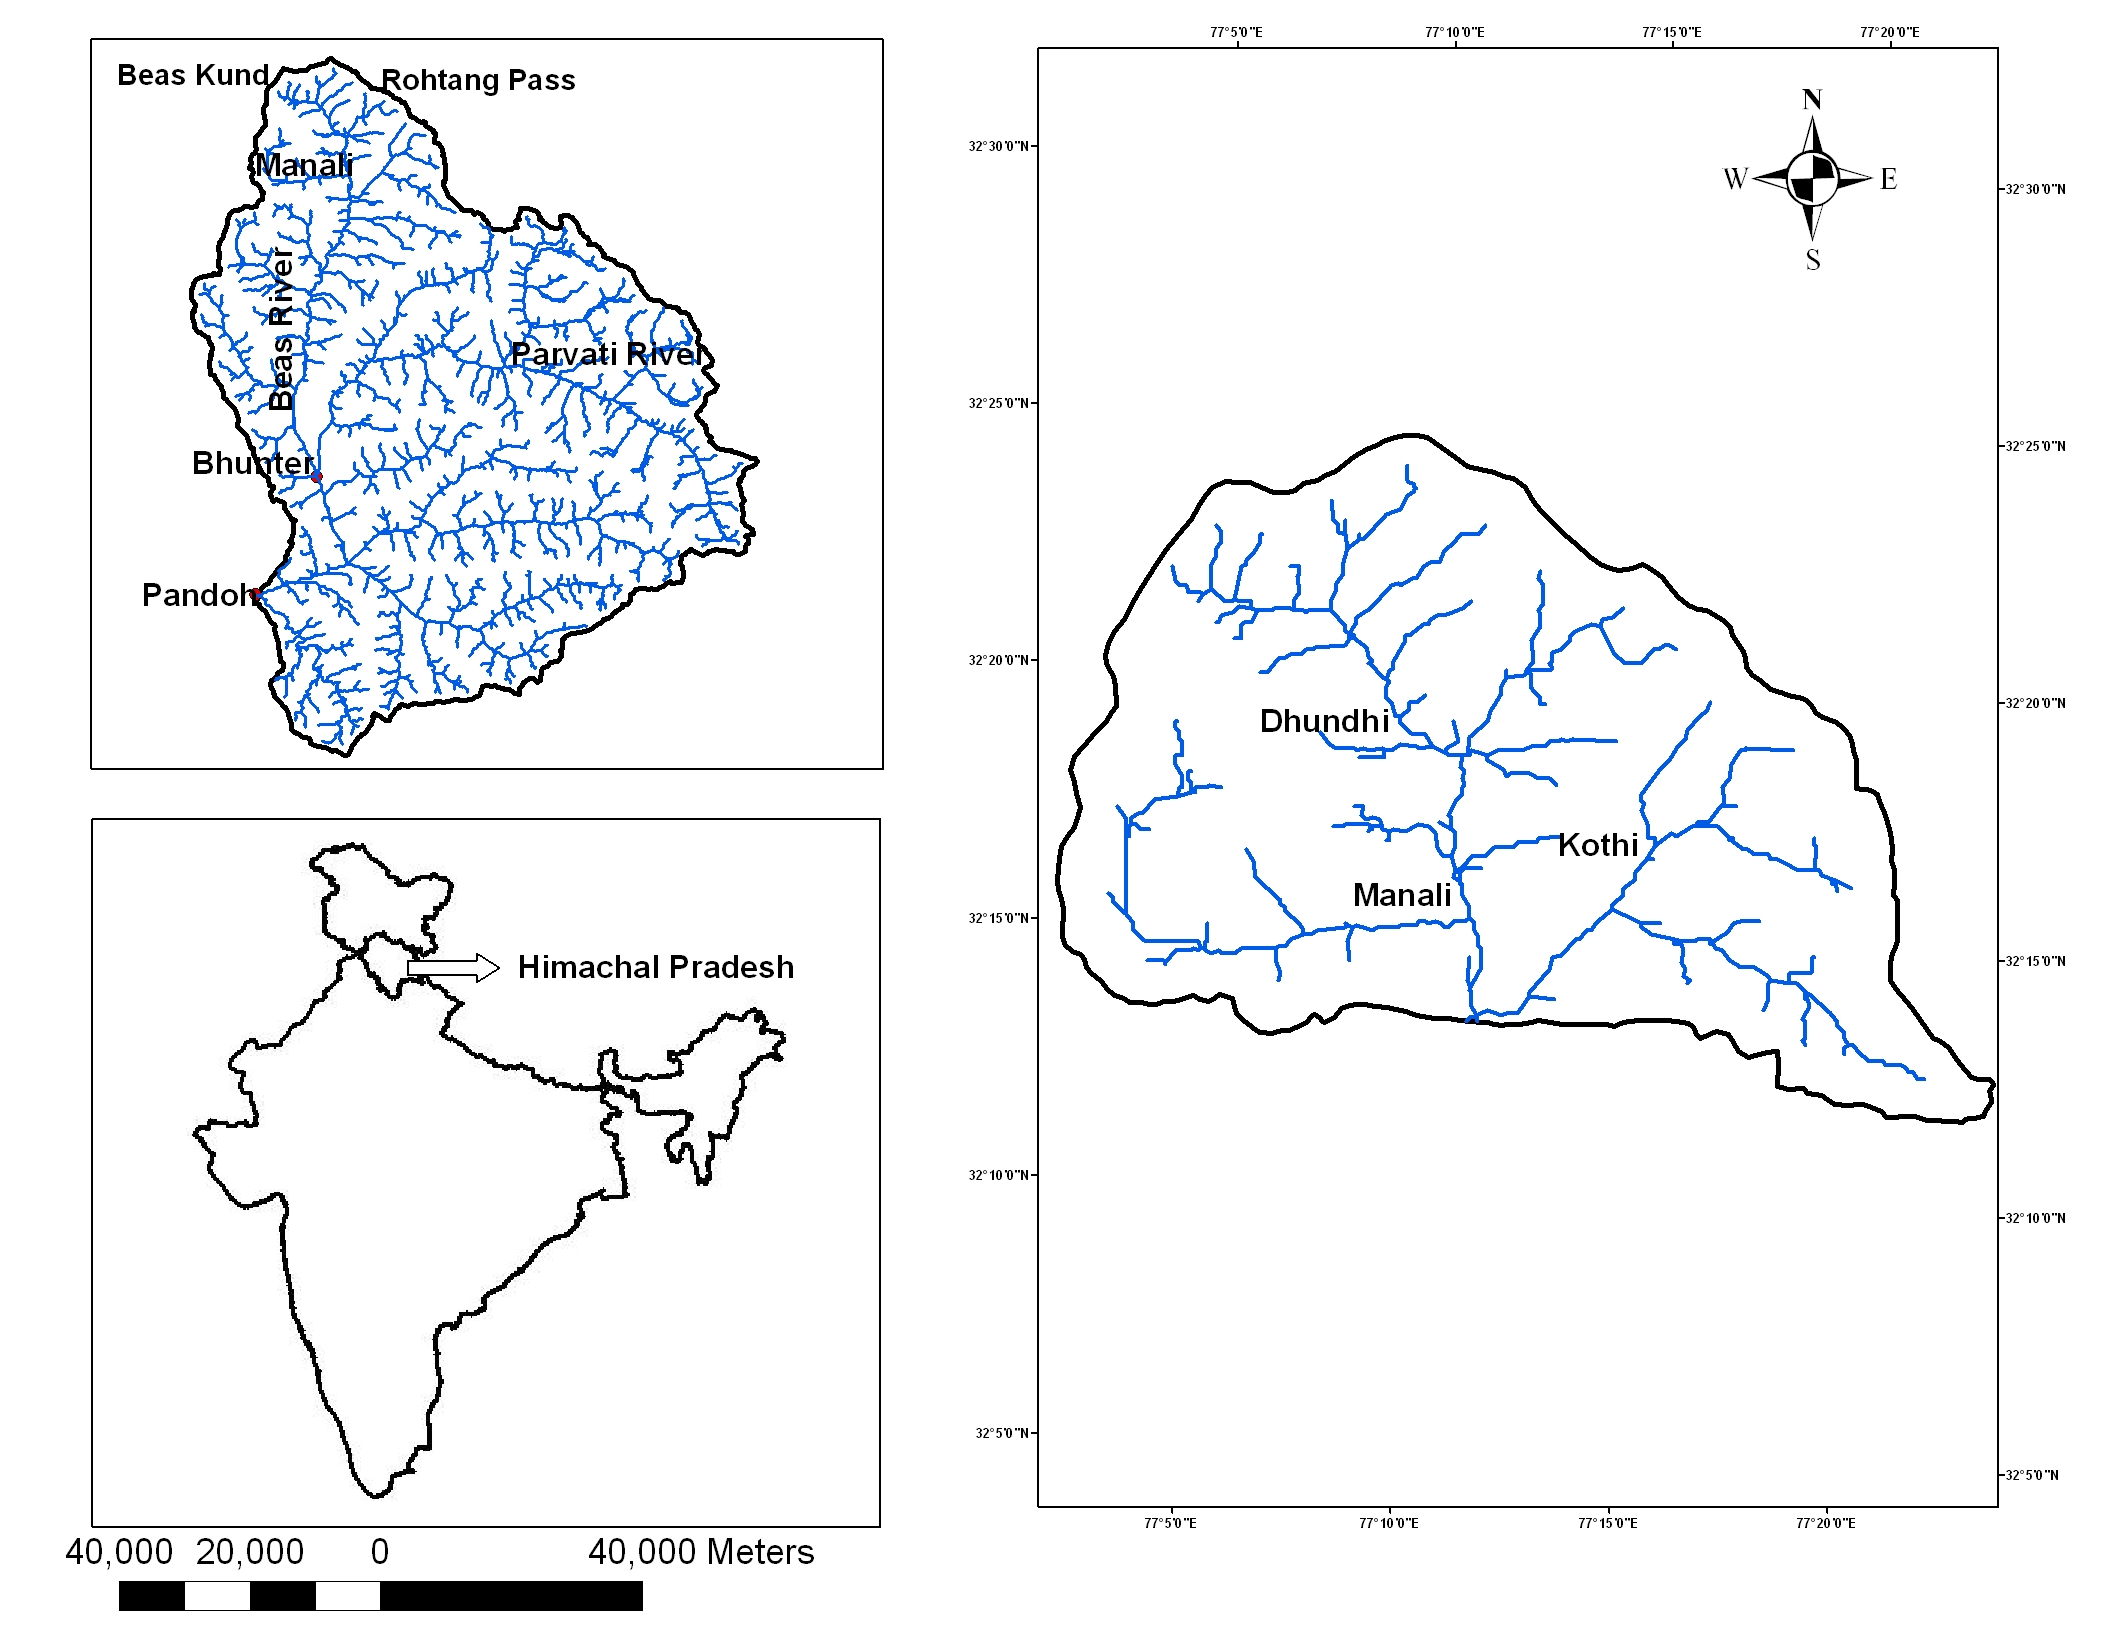 Beas Kund
Rohtang Pass
Manali
Beas River
Parvati River
Bhunter
Pandoh
Himachal Pradesh
40,000 20,000 0 40,000 Meters
77°5'0"E 77°10'0"E 77°15'0"E 77°20'0"E
N
W E
S
32°30'0"N
32°30'0"N
32°25'0"N
32°25'0"N
32°20'0"N
32°20'0"N
Dhundhi
Kothi
Manali
32°15'0"N
32°15'0"N
32°10'0"N
32°10'0"N
32°5'0"N
32°5'0"N
77°5'0"E 77°10'0"E 77°15'0"E 77°20'0"E